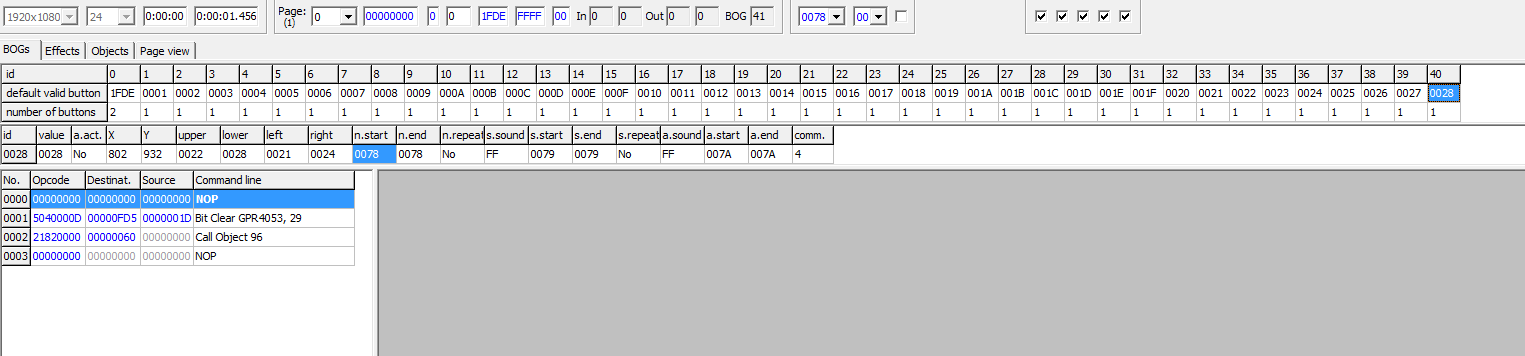 1920x1080 24 0:00:00 0:00:01.456 Page: (1) 0 00000000 0 0 1FDE FFFF 00 In 0 0 Out 0 0 BOG 41 0078 00
BOGs Effects Objects Page view
id 0 1 2 3 4 5 6 7 8 9 10 11 12 13 14 15 16 17 18 19 20 21 22 23 24 25 26 27 28 29 30 31 32 33 34 35 36 37 38 39 40
default valid button 1FDE 0001 0002 0003 0004 0005 0006 0007 0008 0009 000A 000B 000C 000D 000E 000F 0010 0011 0012 0013 0014 0015 0016 0017 0018 0019 001A 001B 001C 001D 001E 001F 0020 0021 0022 0023 0024 0025 0026 0027 0028
number of buttons 2 1 1 1 1 1 1 1 1 1 1 1 1 1 1 1 1 1 1 1 1 1 1 1 1 1 1 1 1 1 1 1 1 1 1 1 1 1 1 1 1
id value a.act. X Y upper lower left right n.start n.end n.repeat s.sound s.start s.end s.repeat a.sound a.start a.end comm.
0028 0028 No 802 932 0022 0028 0021 0024 0078 0078 No FF 0079 0079 No FF 007A 007A 4
No. Opcode Destinat. Source Command line
0000 00000000 00000000 00000000 NOP
0001 5040000D 00000FD5 0000001D Bit Clear GPR4053, 29
0002 21820000 00000060 00000000 Call Object 96
0003 00000000 00000000 00000000 NOP